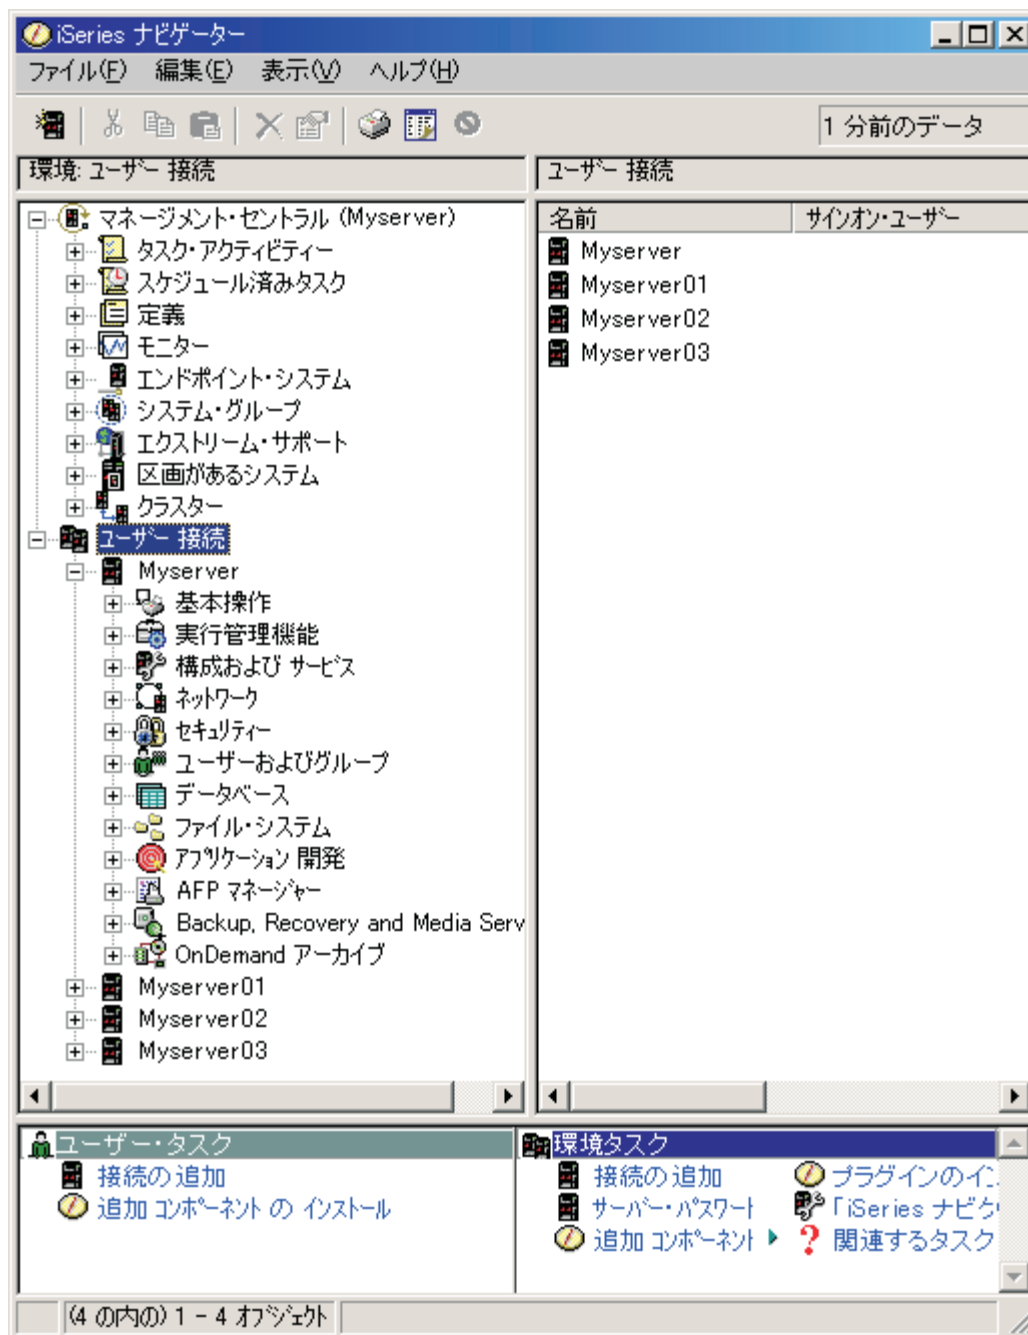 iSeries ナビゲーター
ファイル(F) 編集(E) 表示(V) ヘルプ(H)
1 分前のデータ
環境: ユーザー 接続
ユーザー 接続
マネージメント・セントラル (Myserver)
タスク・アクティビティー
スケジュール済みタスク
定義
モニター
エンドポイント・システム
システム・グループ
エクストリーム・サポート
区画があるシステム
クラスター
ユーザー 接続
Myserver
基本操作
実行管理機能
構成および サービス
ネットワーク
セキュリティー
ユーザーおよびグループ
データベース
ファイル・システム
アプリケーション 開発
AFP マネージャー
Backup, Recovery and Media Serv
OnDemand アーカイブ
Myserver01
Myserver02
Myserver03
名前 サインオン・ユーザー
Myserver
Myserver01
Myserver02
Myserver03
ユーザー・タスク
接続の追加
追加 コンポーネント の インストール
環境タスク
接続の追加 プラグインのイン
サーバー・パスワート 「iSeries ナビゲ
追加 コンポーネント 関連するタスク
(4 の内の) 1 - 4 オブジェクト